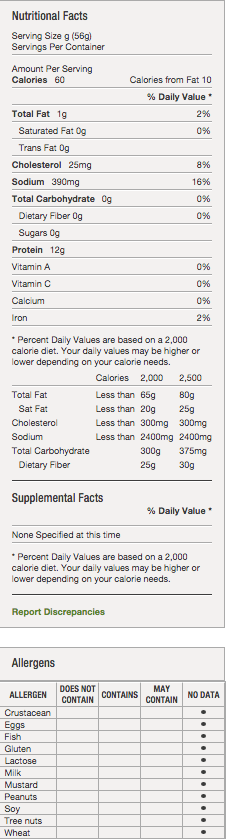 Nutritional Facts
Serving Size g (56g)
Servings Per Container
Amount Per Serving
Calories 60 Calories from Fat 10
% Daily Value *
Total Fat 1g 2%
Saturated Fat 0g 0%
Trans Fat 0g
Cholesterol 25mg 8%
Sodium 390mg 16%
Total Carbohydrate 0g 0%
Dietary Fiber 0g 0%
Sugars 0g
Protein 12g
Vitamin A 0%
Vitamin C 0%
Calcium 0%
Iron 2%
* Percent Daily Values are based on a 2,000
calorie diet. Your daily values may be higher or
lower depending on your calorie needs.
Calories 2,000 2,500
Total Fat Less than 65g 80g
Sat Fat Less than 20g 25g
Cholesterol Less than 300mg 300mg
Sodium Less than 2400mg 2400mg
Total Carbohydrate 300g 375mg
Dietary Fiber 25g 30g
Supplemental Facts
% Daily Value *
None Specified at this time
* Percent Daily Values are based on a 2,000
calorie diet. Your daily values may be higher or
lower depending on your calorie needs.
Report Discrepancies
Allergens
ALLERGEN DOES NOT CONTAIN CONTAINS MAY CONTAIN NO DATA
Crustacean •
Eggs •
Fish •
Gluten •
Lactose •
Milk •
Mustard •
Peanuts •
Soy •
Tree nuts •
Wheat •